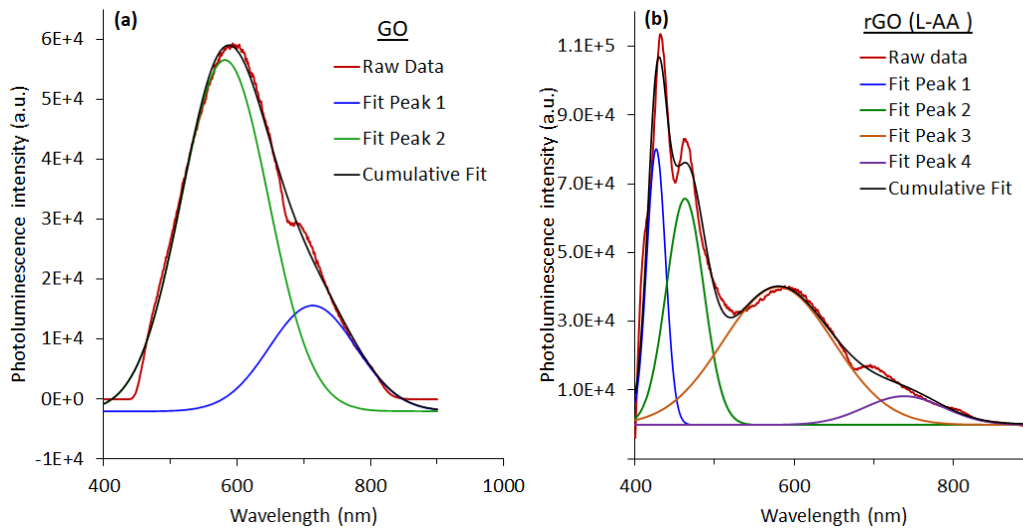 (a)
GO
Raw Data
Fit Peak 1
Fit Peak 2
Cumulative Fit
6E+4
5E+4
4E+4
3E+4
2E+4
1E+4
0E+0
-1E+4
Photoluminescence intensity (a.u.)
400
600
800
1000
Wavelength (nm)
(b)
rGO (L-AA )
Raw data
Fit Peak 1
Fit Peak 2
Fit Peak 3
Fit Peak 4
Cumulative Fit
1.1E+5
9.0E+4
7.0E+4
5.0E+4
3.0E+4
1.0E+4
Photoluminescence intensity (a.u.)
400
600
800
Wavelength (nm)